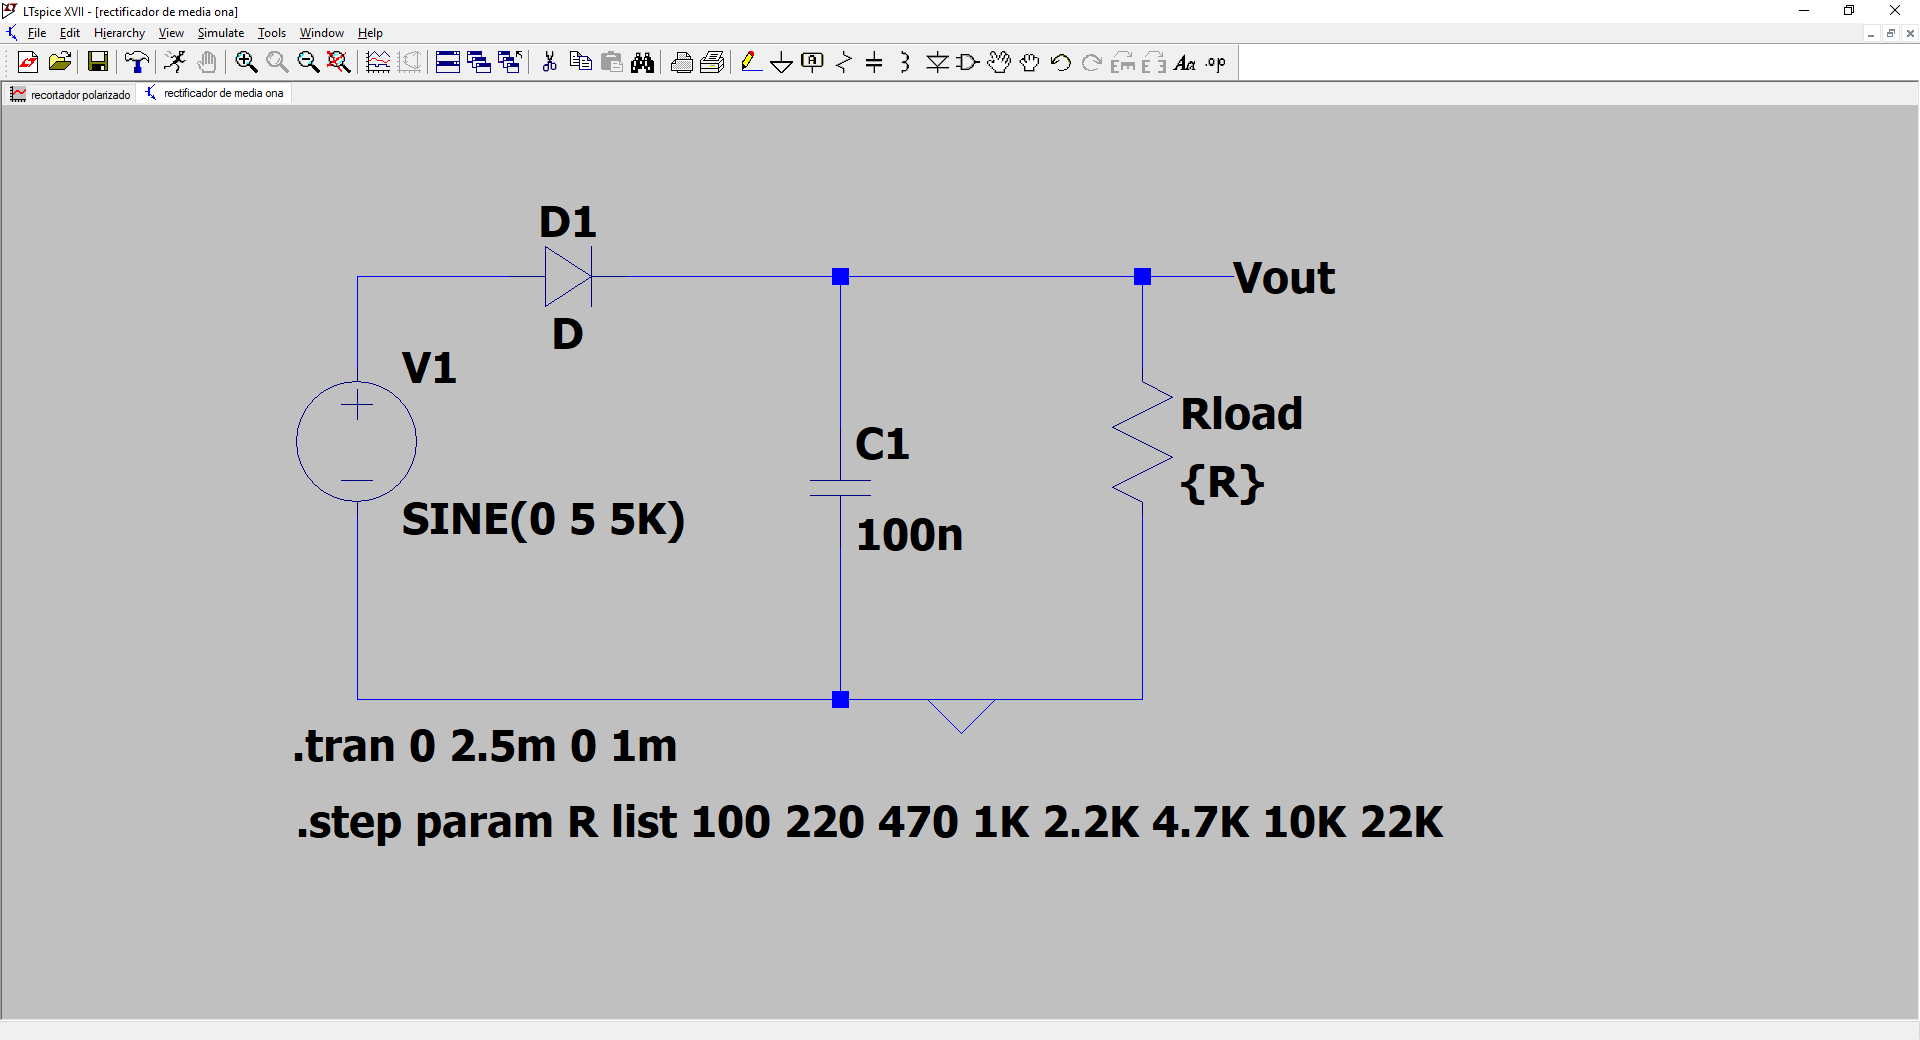 LTspice XVII - [rectificador de media ona]
File Edit Hierarchy View Simulate Tools Window Help
recortador polarizado rectificador de media ona
D1
D
Vout
V1
SINE(0 5 5K)
C1
100n
Rload
{R}
.tran 0 2.5m 0 1m
.step param R list 100 220 470 1K 2.2K 4.7K 10K 22K